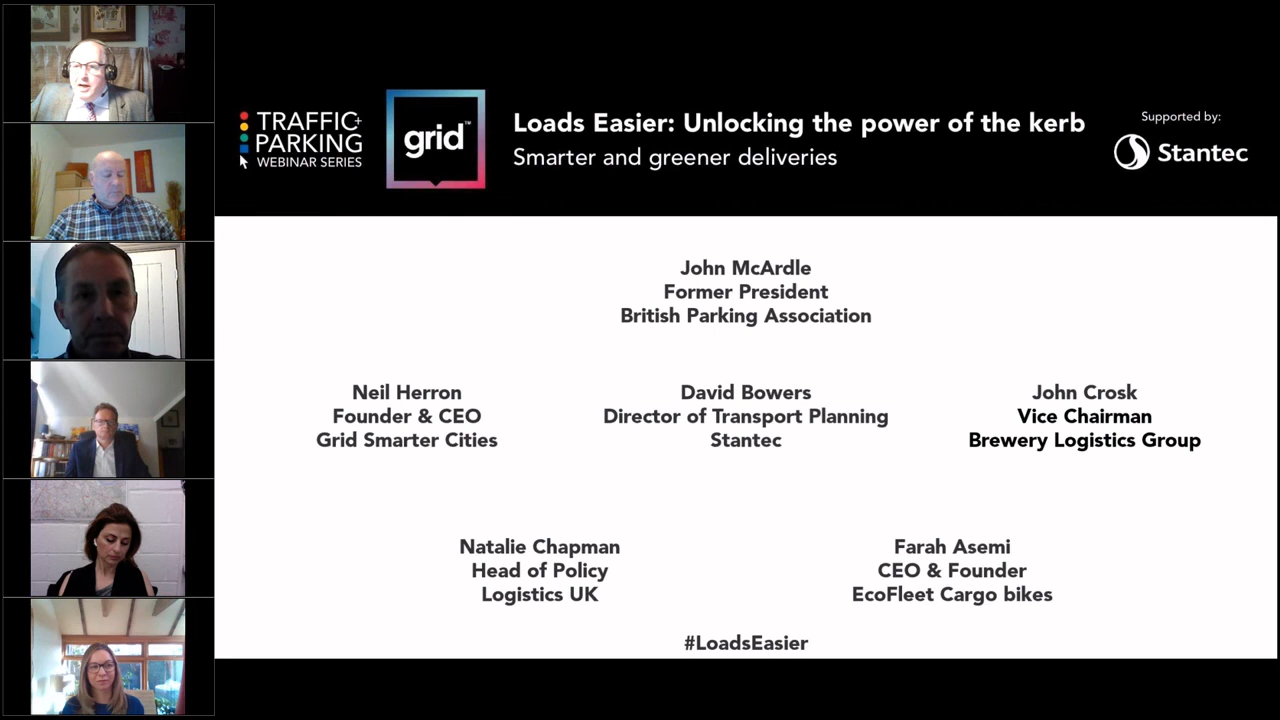 TRAFFIC+
PARKING
WEBINAR SERIES
grid™
Loads Easier: Unlocking the power of the kerb
Smarter and greener deliveries
Supported by:
Stantec
John McArdle
Former President
British Parking Association
Neil Herron
Founder & CEO
Grid Smarter Cities
David Bowers
Director of Transport Planning
Stantec
John Crosk
Vice Chairman
Brewery Logistics Group
Natalie Chapman
Head of Policy
Logistics UK
Farah Asemi
CEO & Founder
EcoFleet Cargo bikes
#LoadsEasier